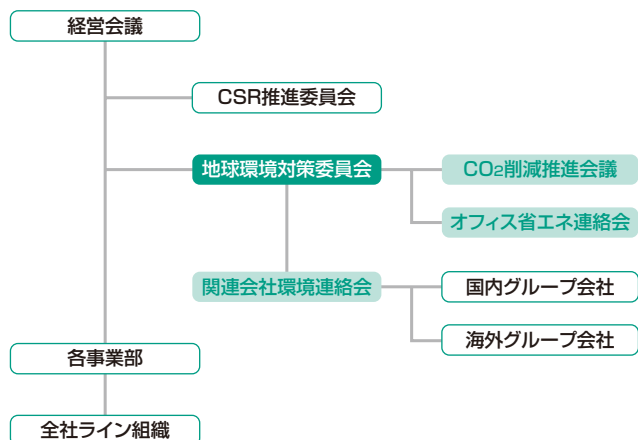 経営会議
CSR推進委員会
地球環境対策委員会
CO2削減推進会議
オフィス省エネ連絡会
関連会社環境連絡会
国内グループ会社
海外グループ会社
各事業部
全社ライン組織